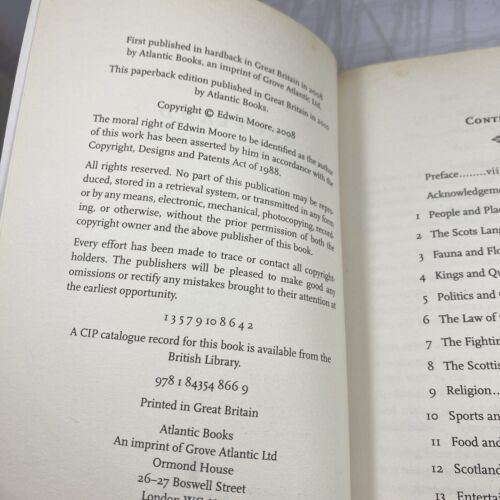 First published in hardback in Great Britain in 2008
by Atlantic Books, an imprint of Grove Atlantic Ltd.
This paperback edition published in Great Britain in
by Atlantic Books.
Copyright © Edwin Moore, 2008
The moral right of Edwin Moore to be identified as the author
of this work has been asserted by him in accordance with the
Copyright, Designs and Patents Act of 1988.
All rights reserved. No part of this publication may be repro-
duced, stored in a retrieval system, or transmitted in any form
or by any means, electronic, mechanical, photocopying, record-
ing, or otherwise, without the prior permission of both the
copyright owner and the above publisher of this book.
Every effort has been made to trace or contact all copyright-
holders. The publishers will be pleased to make good any
omissions or rectify any mistakes brought to their attention at
the earliest opportunity.
1 3 5 7 9 10 8 6 4 2
A CIP catalogue record for this book is available from the
British Library.
978 1 84354 866 9
Printed in Great Britain
Atlantic Books
An imprint of Grove Atlantic Ltd
Ormond House
26–27 Boswell Street
London
CONT
Preface........vii
Acknowledgeme
1 People and Plac
2 The Scots Lang
3 Fauna and Flo
4 Kings and Qu
5 Politics and
6 The Law of
7 The Fightin
8 The Scottis
9 Religion..
10 Sports an
11 Food and
12 Scotland
13 Entertai